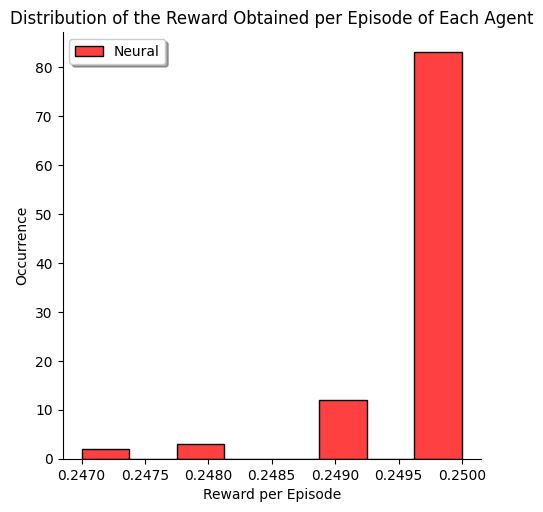 Distribution of the Reward Obtained per Episode of Each Agent
Neural
80
70
60
50
40
30
20
10
0
Occurrence
0.2470 0.2475 0.2480 0.2485 0.2490 0.2495 0.2500
Reward per Episode